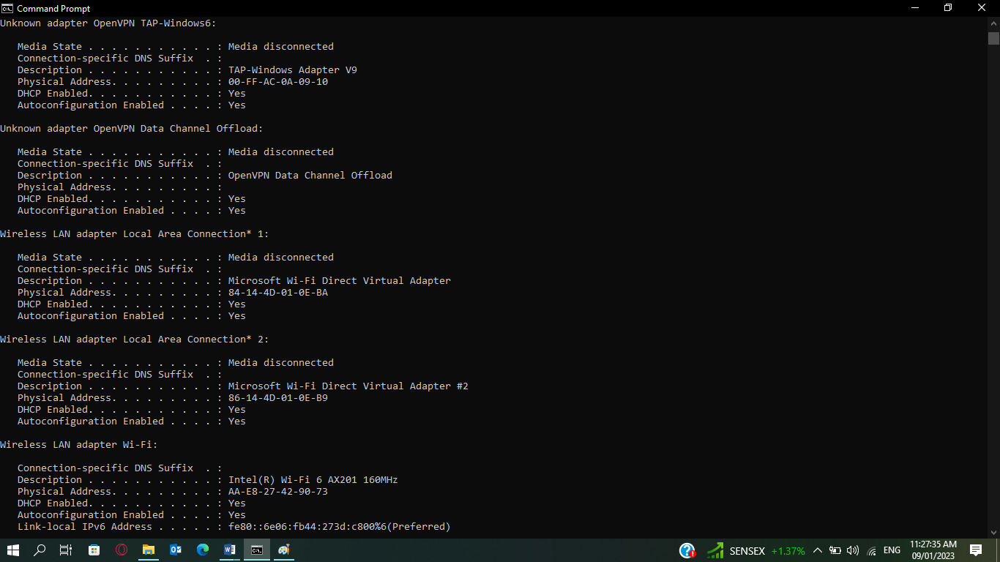 Command Prompt
Unknown adapter OpenVPN TAP-Windows6:
Media State . . . . . . . . . . . : Media disconnected
Connection-specific DNS Suffix  . :
Description . . . . . . . . . . . : TAP-Windows Adapter V9
Physical Address. . . . . . . . . : 00-FF-AC-0A-09-10
DHCP Enabled. . . . . . . . . . . : Yes
Autoconfiguration Enabled . . . . : Yes
Unknown adapter OpenVPN Data Channel Offload:
Media State . . . . . . . . . . . : Media disconnected
Connection-specific DNS Suffix  . :
Description . . . . . . . . . . . : OpenVPN Data Channel Offload
Physical Address. . . . . . . . . :
DHCP Enabled. . . . . . . . . . . : Yes
Autoconfiguration Enabled . . . . : Yes
Wireless LAN adapter Local Area Connection* 1:
Media State . . . . . . . . . . . : Media disconnected
Connection-specific DNS Suffix  . :
Description . . . . . . . . . . . : Microsoft Wi-Fi Direct Virtual Adapter
Physical Address. . . . . . . . . : 84-14-4D-01-0E-BA
DHCP Enabled. . . . . . . . . . . : Yes
Autoconfiguration Enabled . . . . : Yes
Wireless LAN adapter Local Area Connection* 2:
Media State . . . . . . . . . . . : Media disconnected
Connection-specific DNS Suffix  . :
Description . . . . . . . . . . . : Microsoft Wi-Fi Direct Virtual Adapter #2
Physical Address. . . . . . . . . : 86-14-4D-01-0E-B9
DHCP Enabled. . . . . . . . . . . : Yes
Autoconfiguration Enabled . . . . : Yes
Wireless LAN adapter Wi-Fi:
Connection-specific DNS Suffix  . :
Description . . . . . . . . . . . : Intel(R) Wi-Fi 6 AX201 160MHz
Physical Address. . . . . . . . . : AA-E8-27-42-90-73
DHCP Enabled. . . . . . . . . . . : Yes
Autoconfiguration Enabled . . . . : Yes
Link-local IPv6 Address . . . . . : fe80::6e06:fb44:273d:c800%6(Preferred)
SENSEX +1.37% ENG 11:27:35 AM
09/01/2023